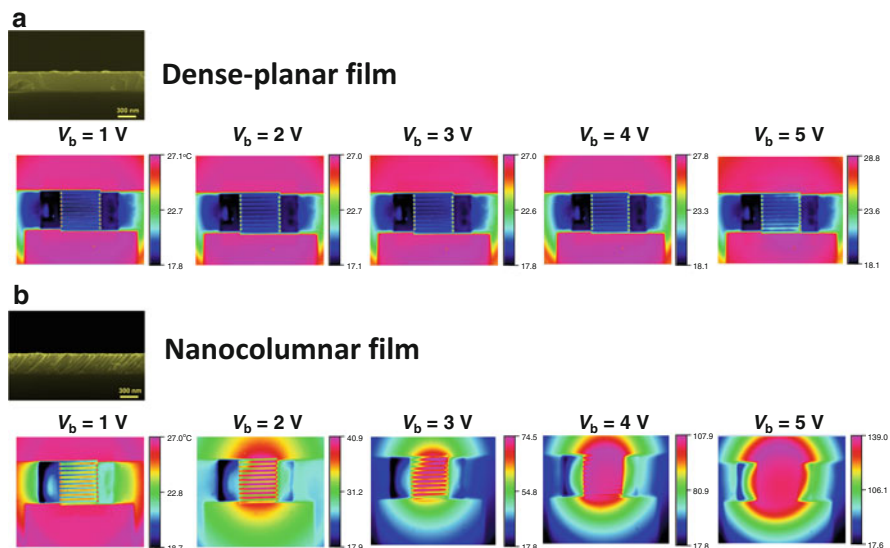 a
300 nm
Dense-planar film
Vb = 1 V Vb = 2 V Vb = 3 V Vb = 4 V Vb = 5 V
27.1°C 27.0 27.0 27.8 28.8
22.7 22.7 22.6 23.3 23.6
17.8 17.1 17.1 18.1 18.1
b
300 nm
Nanocolumnar film
Vb = 1 V Vb = 2 V Vb = 3 V Vb = 4 V Vb = 5 V
27.0°C 40.9 74.5 107.9 139.0
22.8 31.2 54.8 80.9 106.1
18.7 17.9 17.8 17.8 17.6